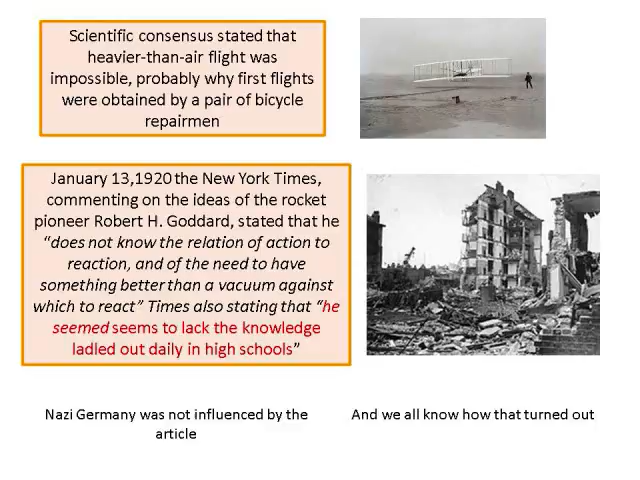 Scientific consensus stated that
heavier-than-air flight was
impossible, probably why first flights
were obtained by a pair of bicycle
repairmen
January 13,1920 the New York Times,
commenting on the ideas of the rocket
pioneer Robert H. Goddard, stated that he
“does not know the relation of action to
reaction, and of the need to have
something better than a vacuum against
which to react” Times also stating that “he
seemed seems to lack the knowledge
ladled out daily in high schools”
Nazi Germany was not influenced by the
article
And we all know how that turned out